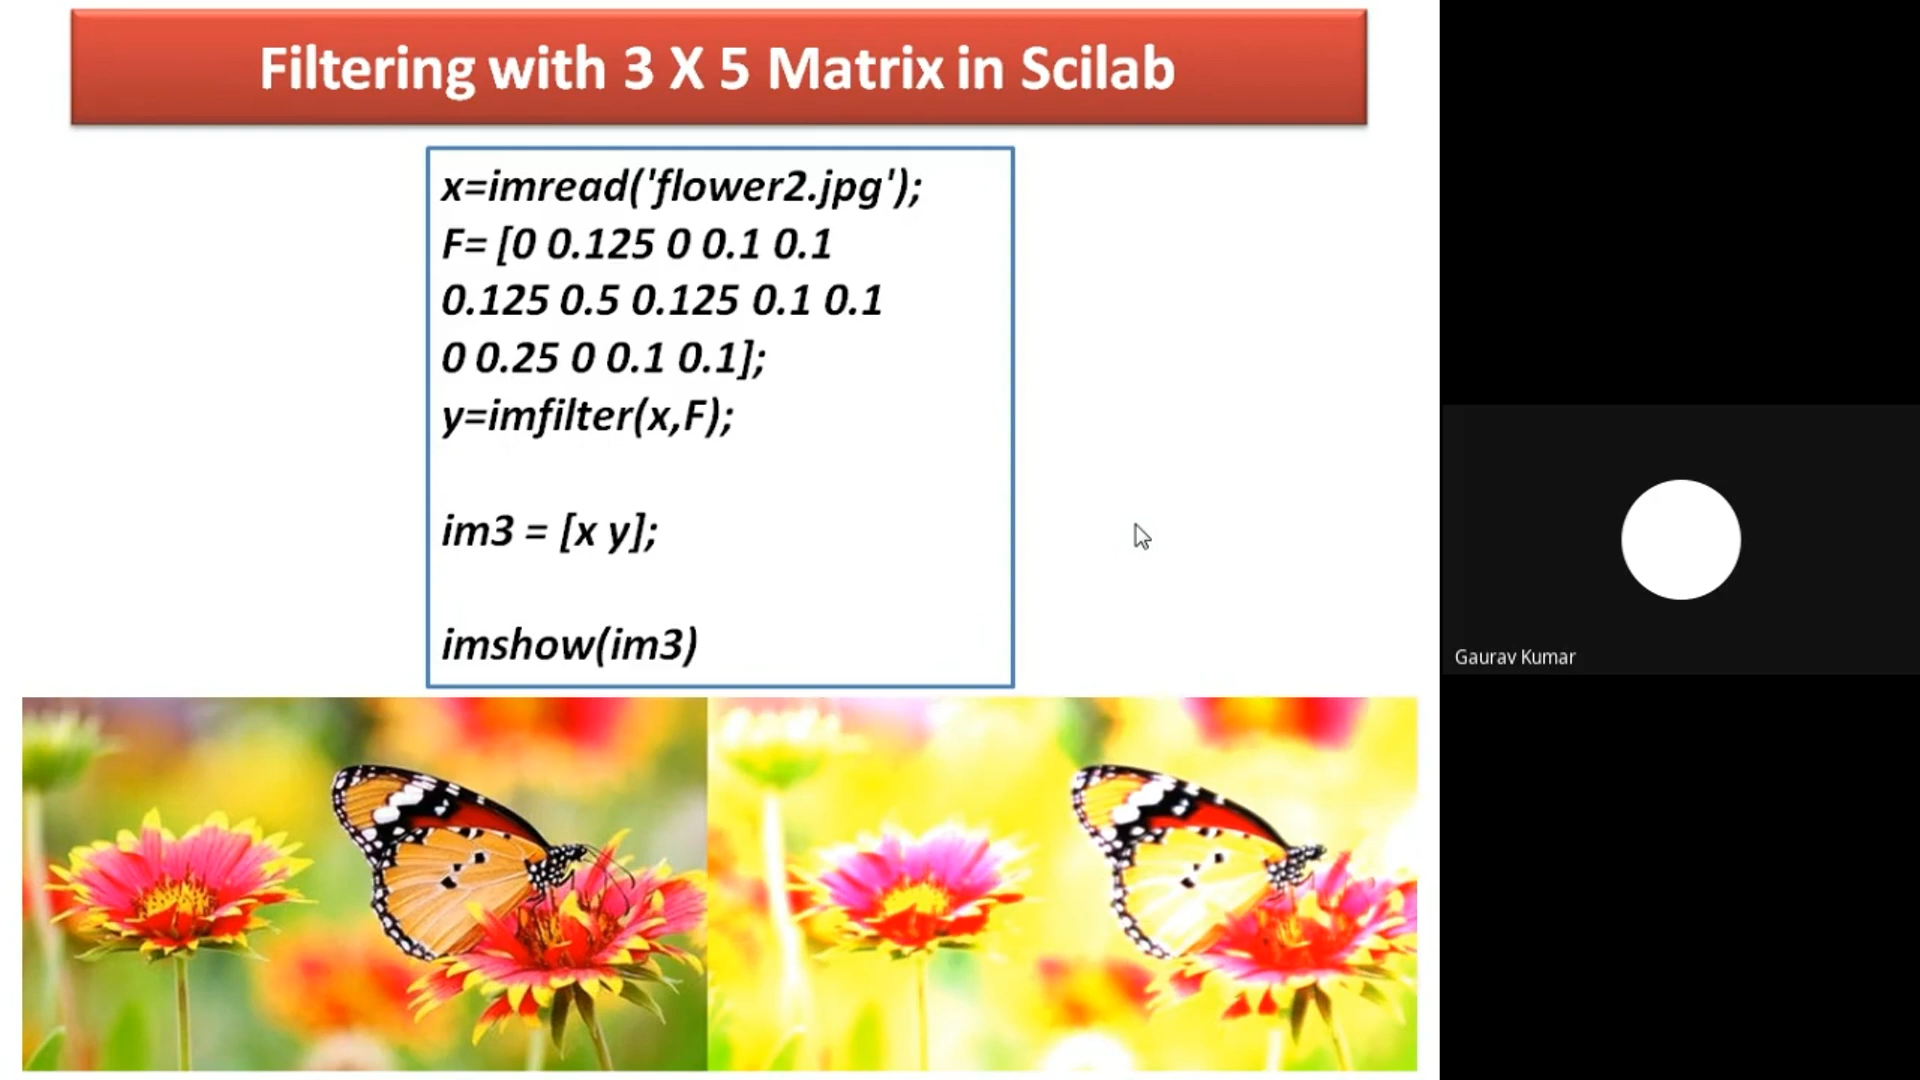 Filtering with 3 X 5 Matrix in Scilab
x=imread('flower2.jpg');
F= [0 0.125 0 0.1 0.1
0.125 0.5 0.125 0.1 0.1
0 0.25 0 0.1 0.1];
y=imfilter(x,F);
im3 = [x y];
imshow(im3)
Gaurav Kumar